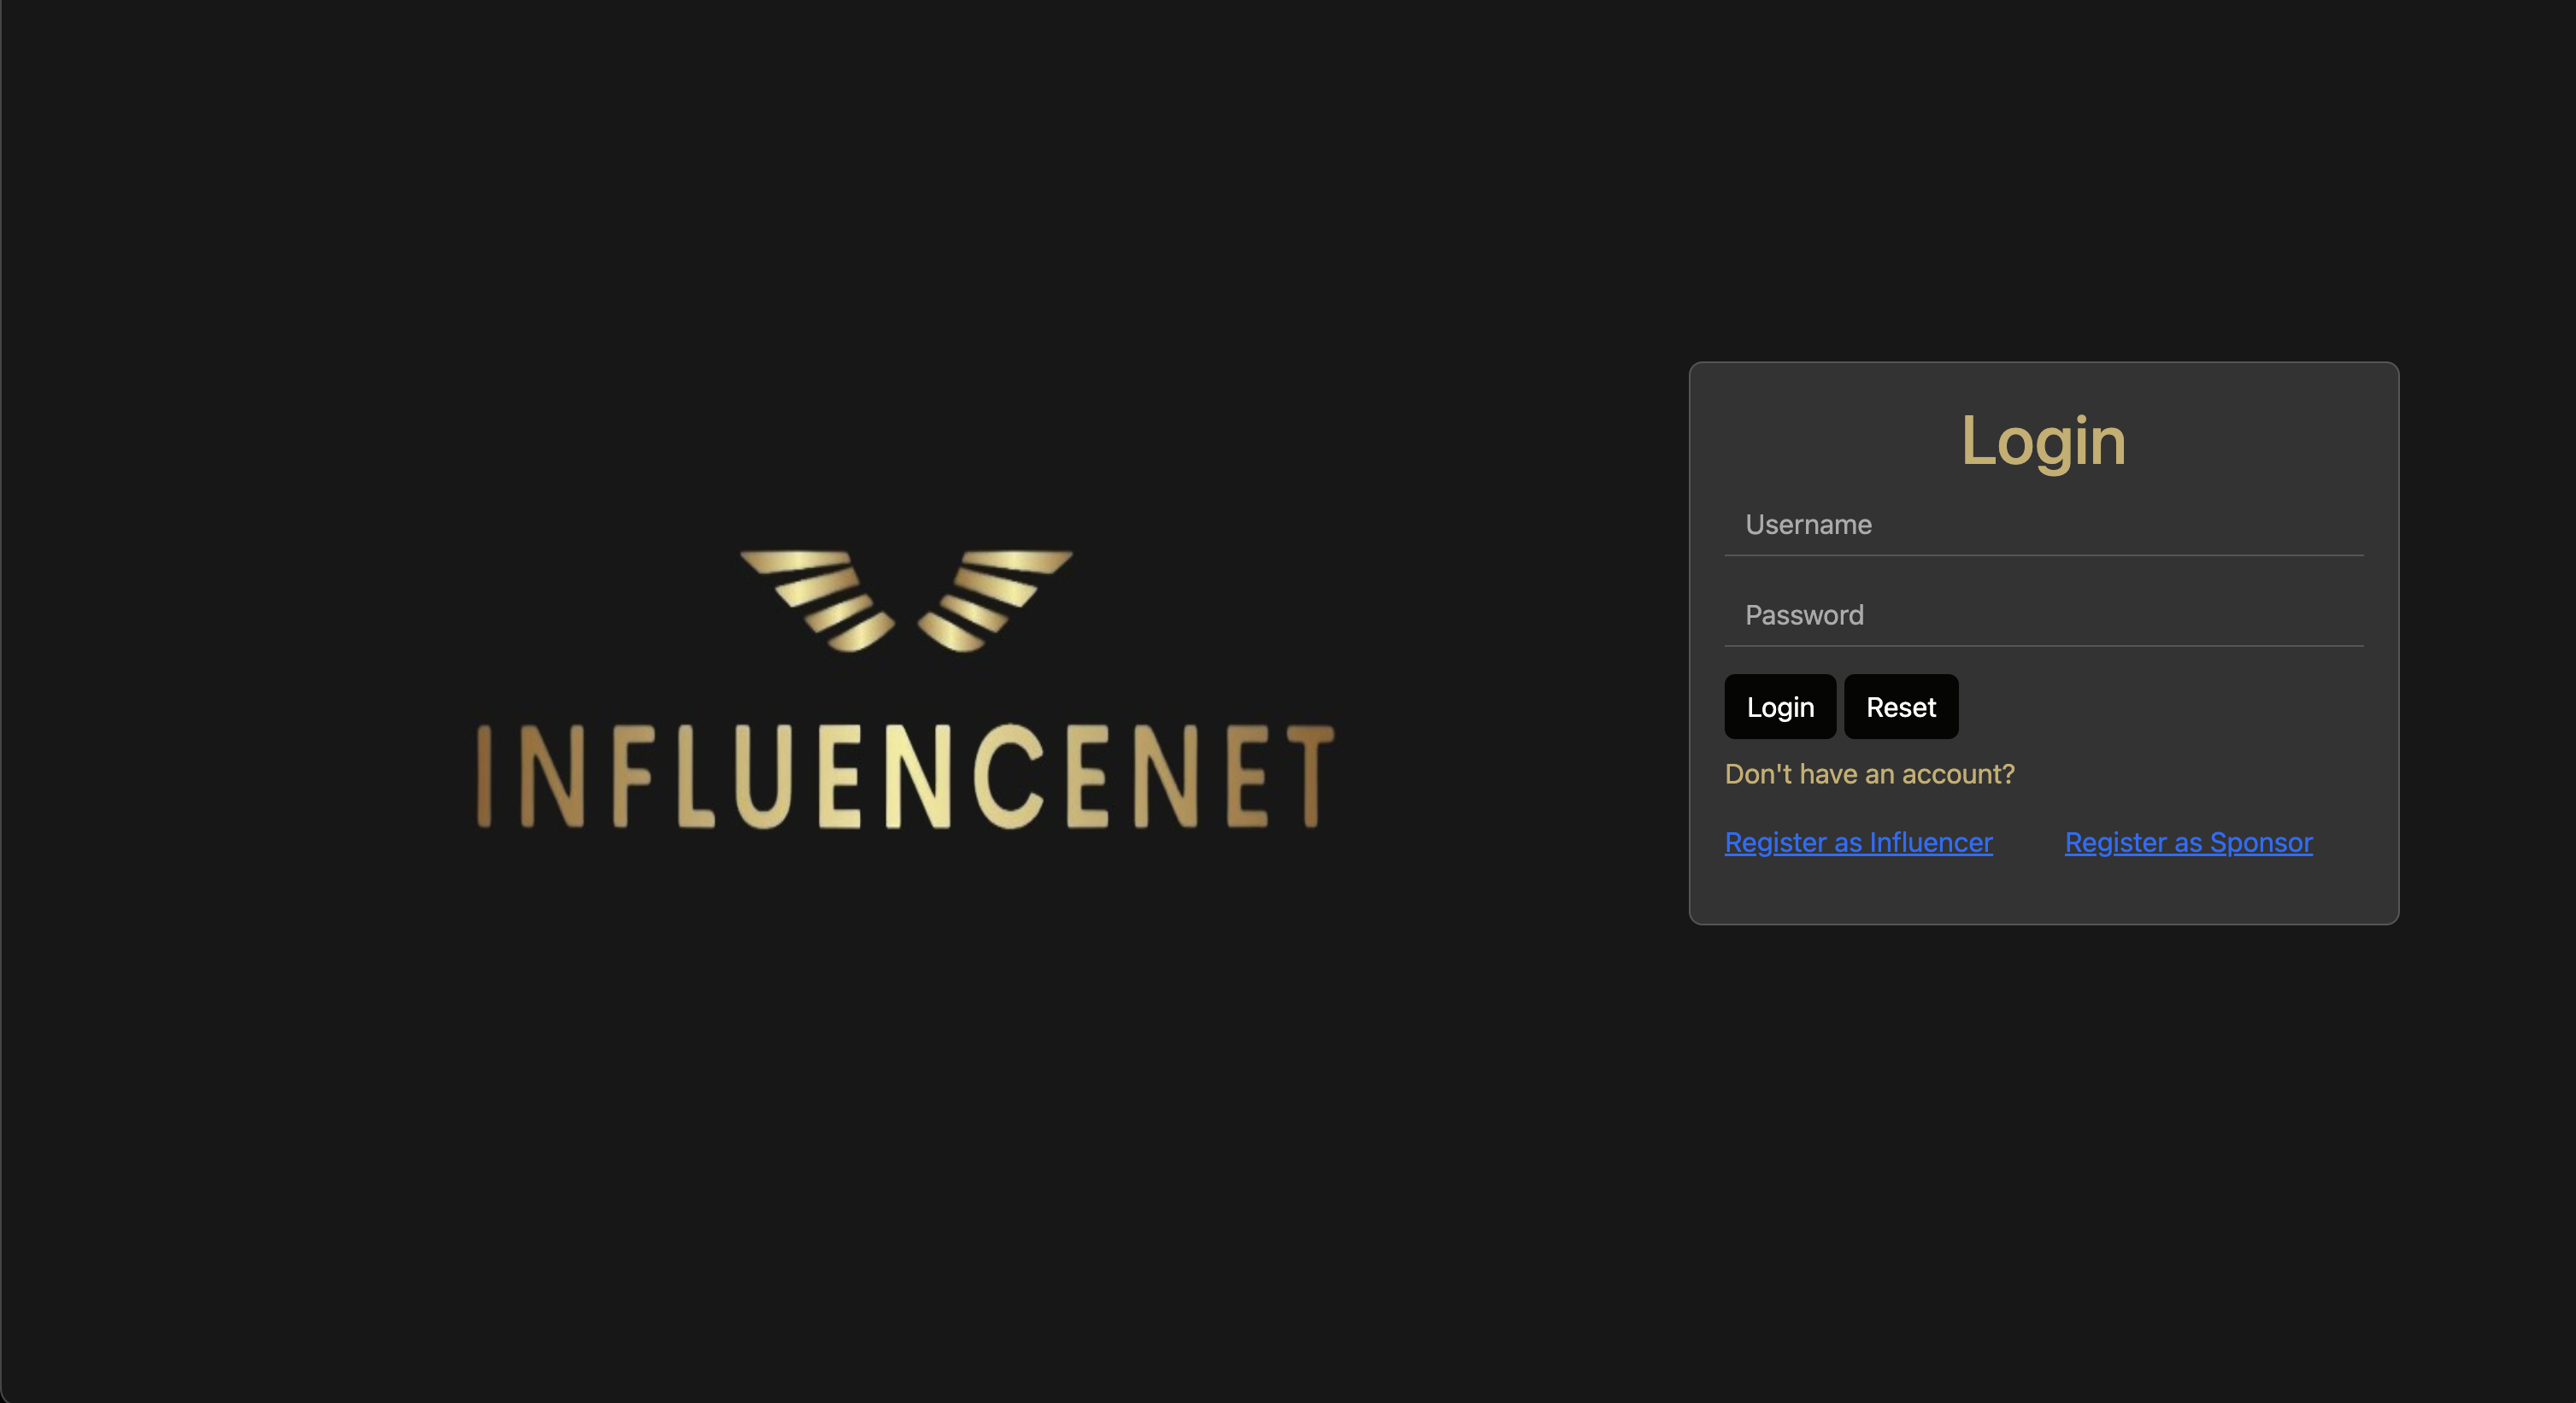 INFLUENCENET
Login
Username
Password
Login Reset
Don't have an account?
Register as Influencer Register as Sponsor